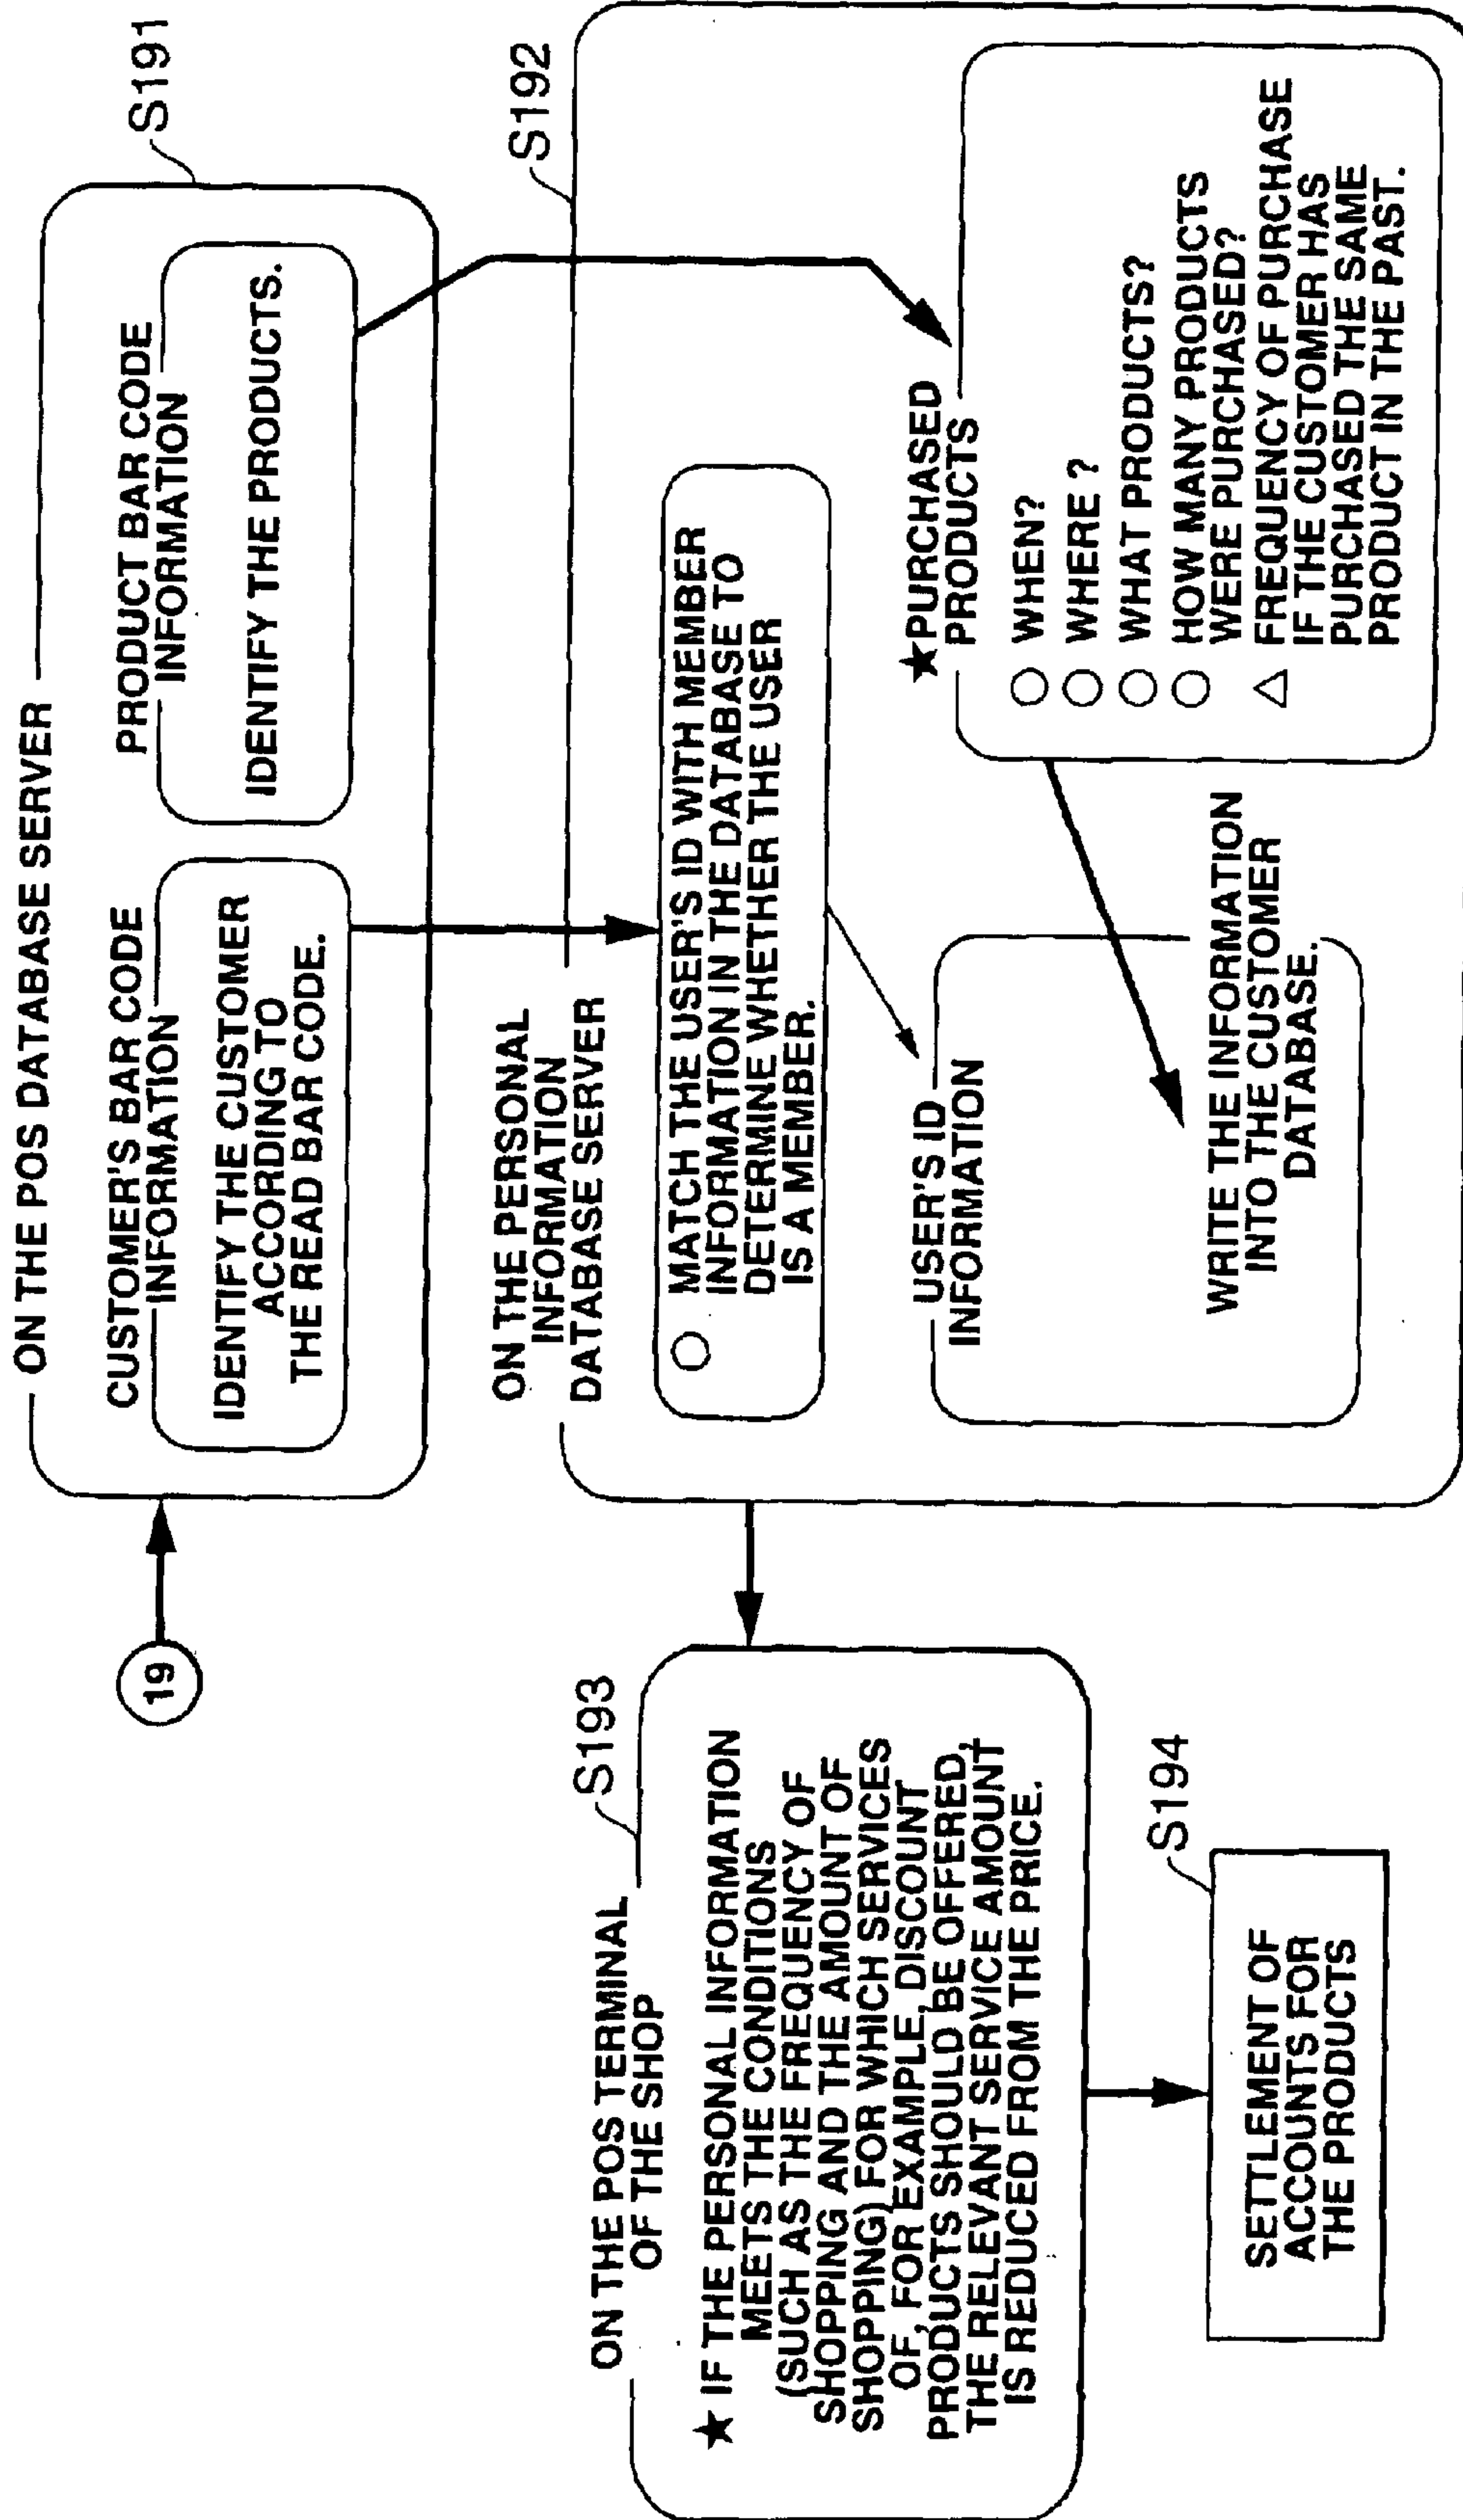 19
ON THE POS DATABASE SERVER
S191
CUSTOMER'S BAR CODE
INFORMATION
IDENTIFY THE CUSTOMER
ACCORDING TO
THE READ BAR CODE.
PRODUCT BAR CODE
INFORMATION
IDENTIFY THE PRODUCTS.
ON THE PERSONAL
INFORMATION
DATABASE SERVER
S192
○ MATCH THE USER'S ID WITH MEMBER
INFORMATION IN THE DATABASE TO
DETERMINE WHETHER THE USER
IS A MEMBER.
USER'S ID
INFORMATION
WRITE THE INFORMATION
INTO THE CUSTOMER
DATABASE.
★PURCHASED
PRODUCTS
○ WHEN?
○ WHERE ?
○ WHAT PRODUCTS?
○ HOW MANY PRODUCTS
WERE PURCHASED?
△ FREQUENCY OF PURCHASE
IF THE CUSTOMER HAS
PURCHASED THE SAME
PRODUCT IN THE PAST.
ON THE POS TERMINAL
OF THE SHOP
S193
★ IF THE PERSONAL INFORMATION
MEETS THE CONDITIONS
(SUCH AS THE FREQUENCY OF
SHOPPING AND THE AMOUNT OF
SHOPPING) FOR WHICH SERVICES
OF, FOR EXAMPLE, DISCOUNT
PRODUCTS SHOULD BE OFFERED,
THE RELEVANT SERVICE AMOUNT
IS REDUCED FROM THE PRICE.
S194
SETTLEMENT OF
ACCOUNTS FOR
THE PRODUCTS